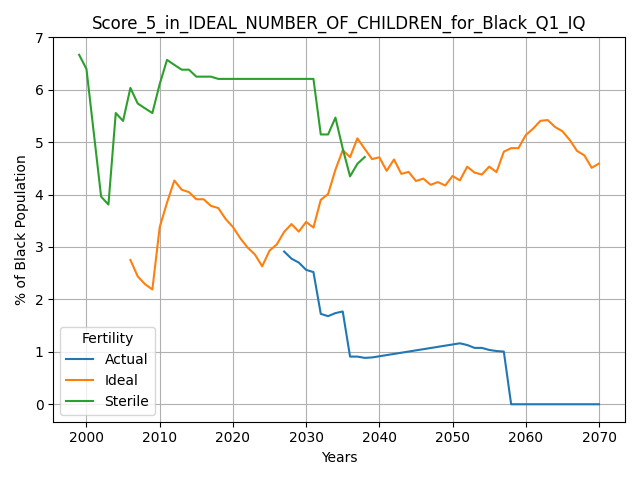 Score_5_in_IDEAL_NUMBER_OF_CHILDREN_for_Black_Q1_IQ
% of Black Population
7
6
5
4
3
2
1
0
Fertility
Actual
Ideal
Sterile
2000 2010 2020 2030 2040 2050 2060 2070
Years